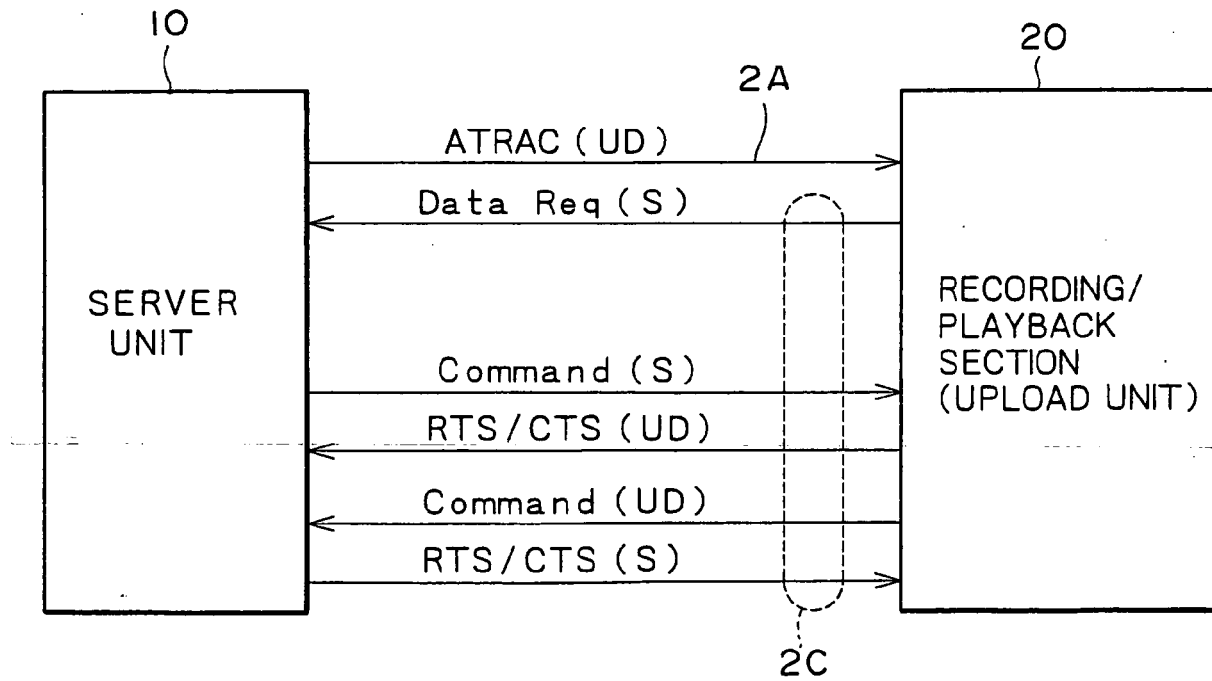 10
20
2A
ATRAC (UD)
Data Req (S)
SERVER
UNIT
RECORDING/
PLAYBACK
SECTION
(UPLOAD UNIT)
Command (S)
RTS/CTS (UD)
Command (UD)
RTS/CTS (S)
2C